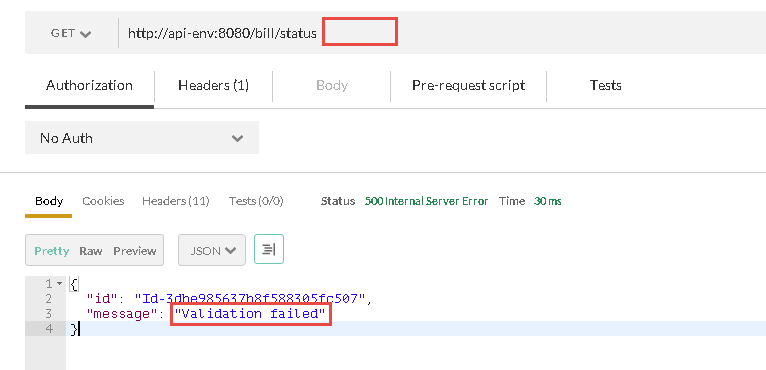 GET http://api-env:8080/bill/status
Authorization Headers (1) Body Pre-request script Tests
No Auth
Body Cookies Headers (11) Tests (0/0) Status 500 Internal Server Error Time 30 ms
Pretty Raw Preview JSON
1 {
2 "id": "Id-3dbe985637b8f588305fc507",
3 "message": "Validation failed"
4 }